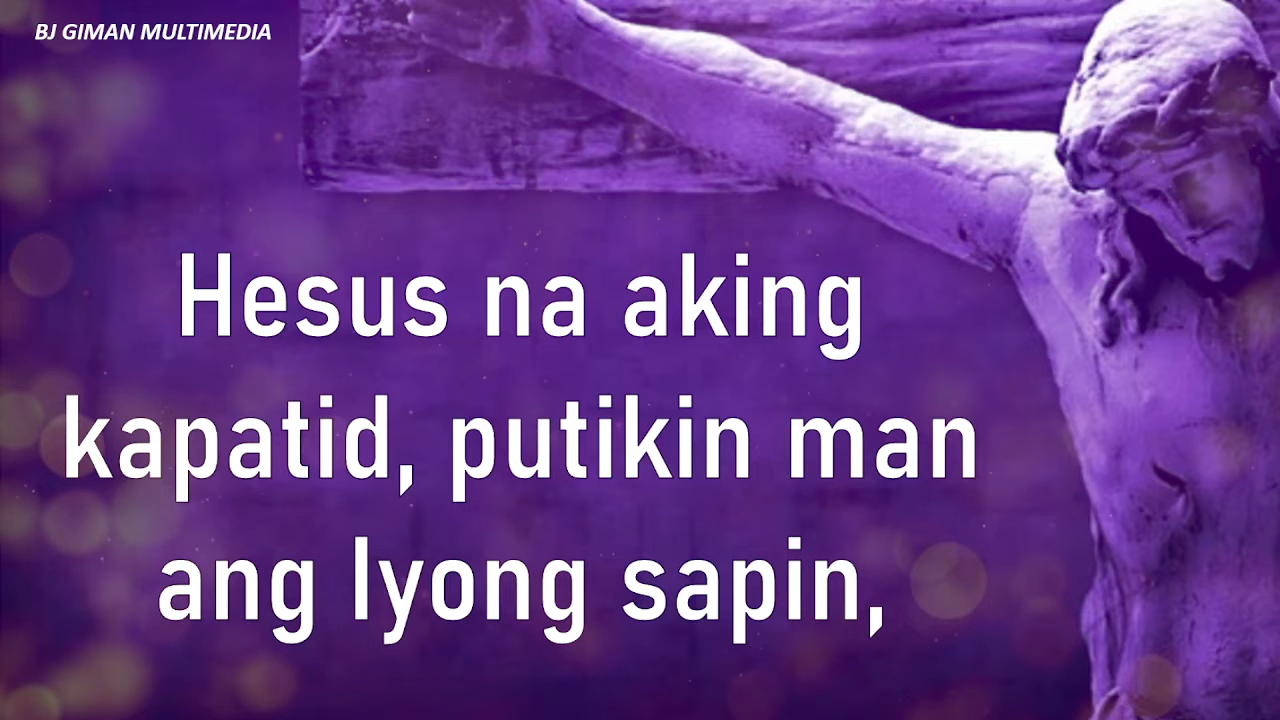 BJ GIMAN MULTIMEDIA
Hesus na aking
kapatid, putikin man
ang Iyong sapin,